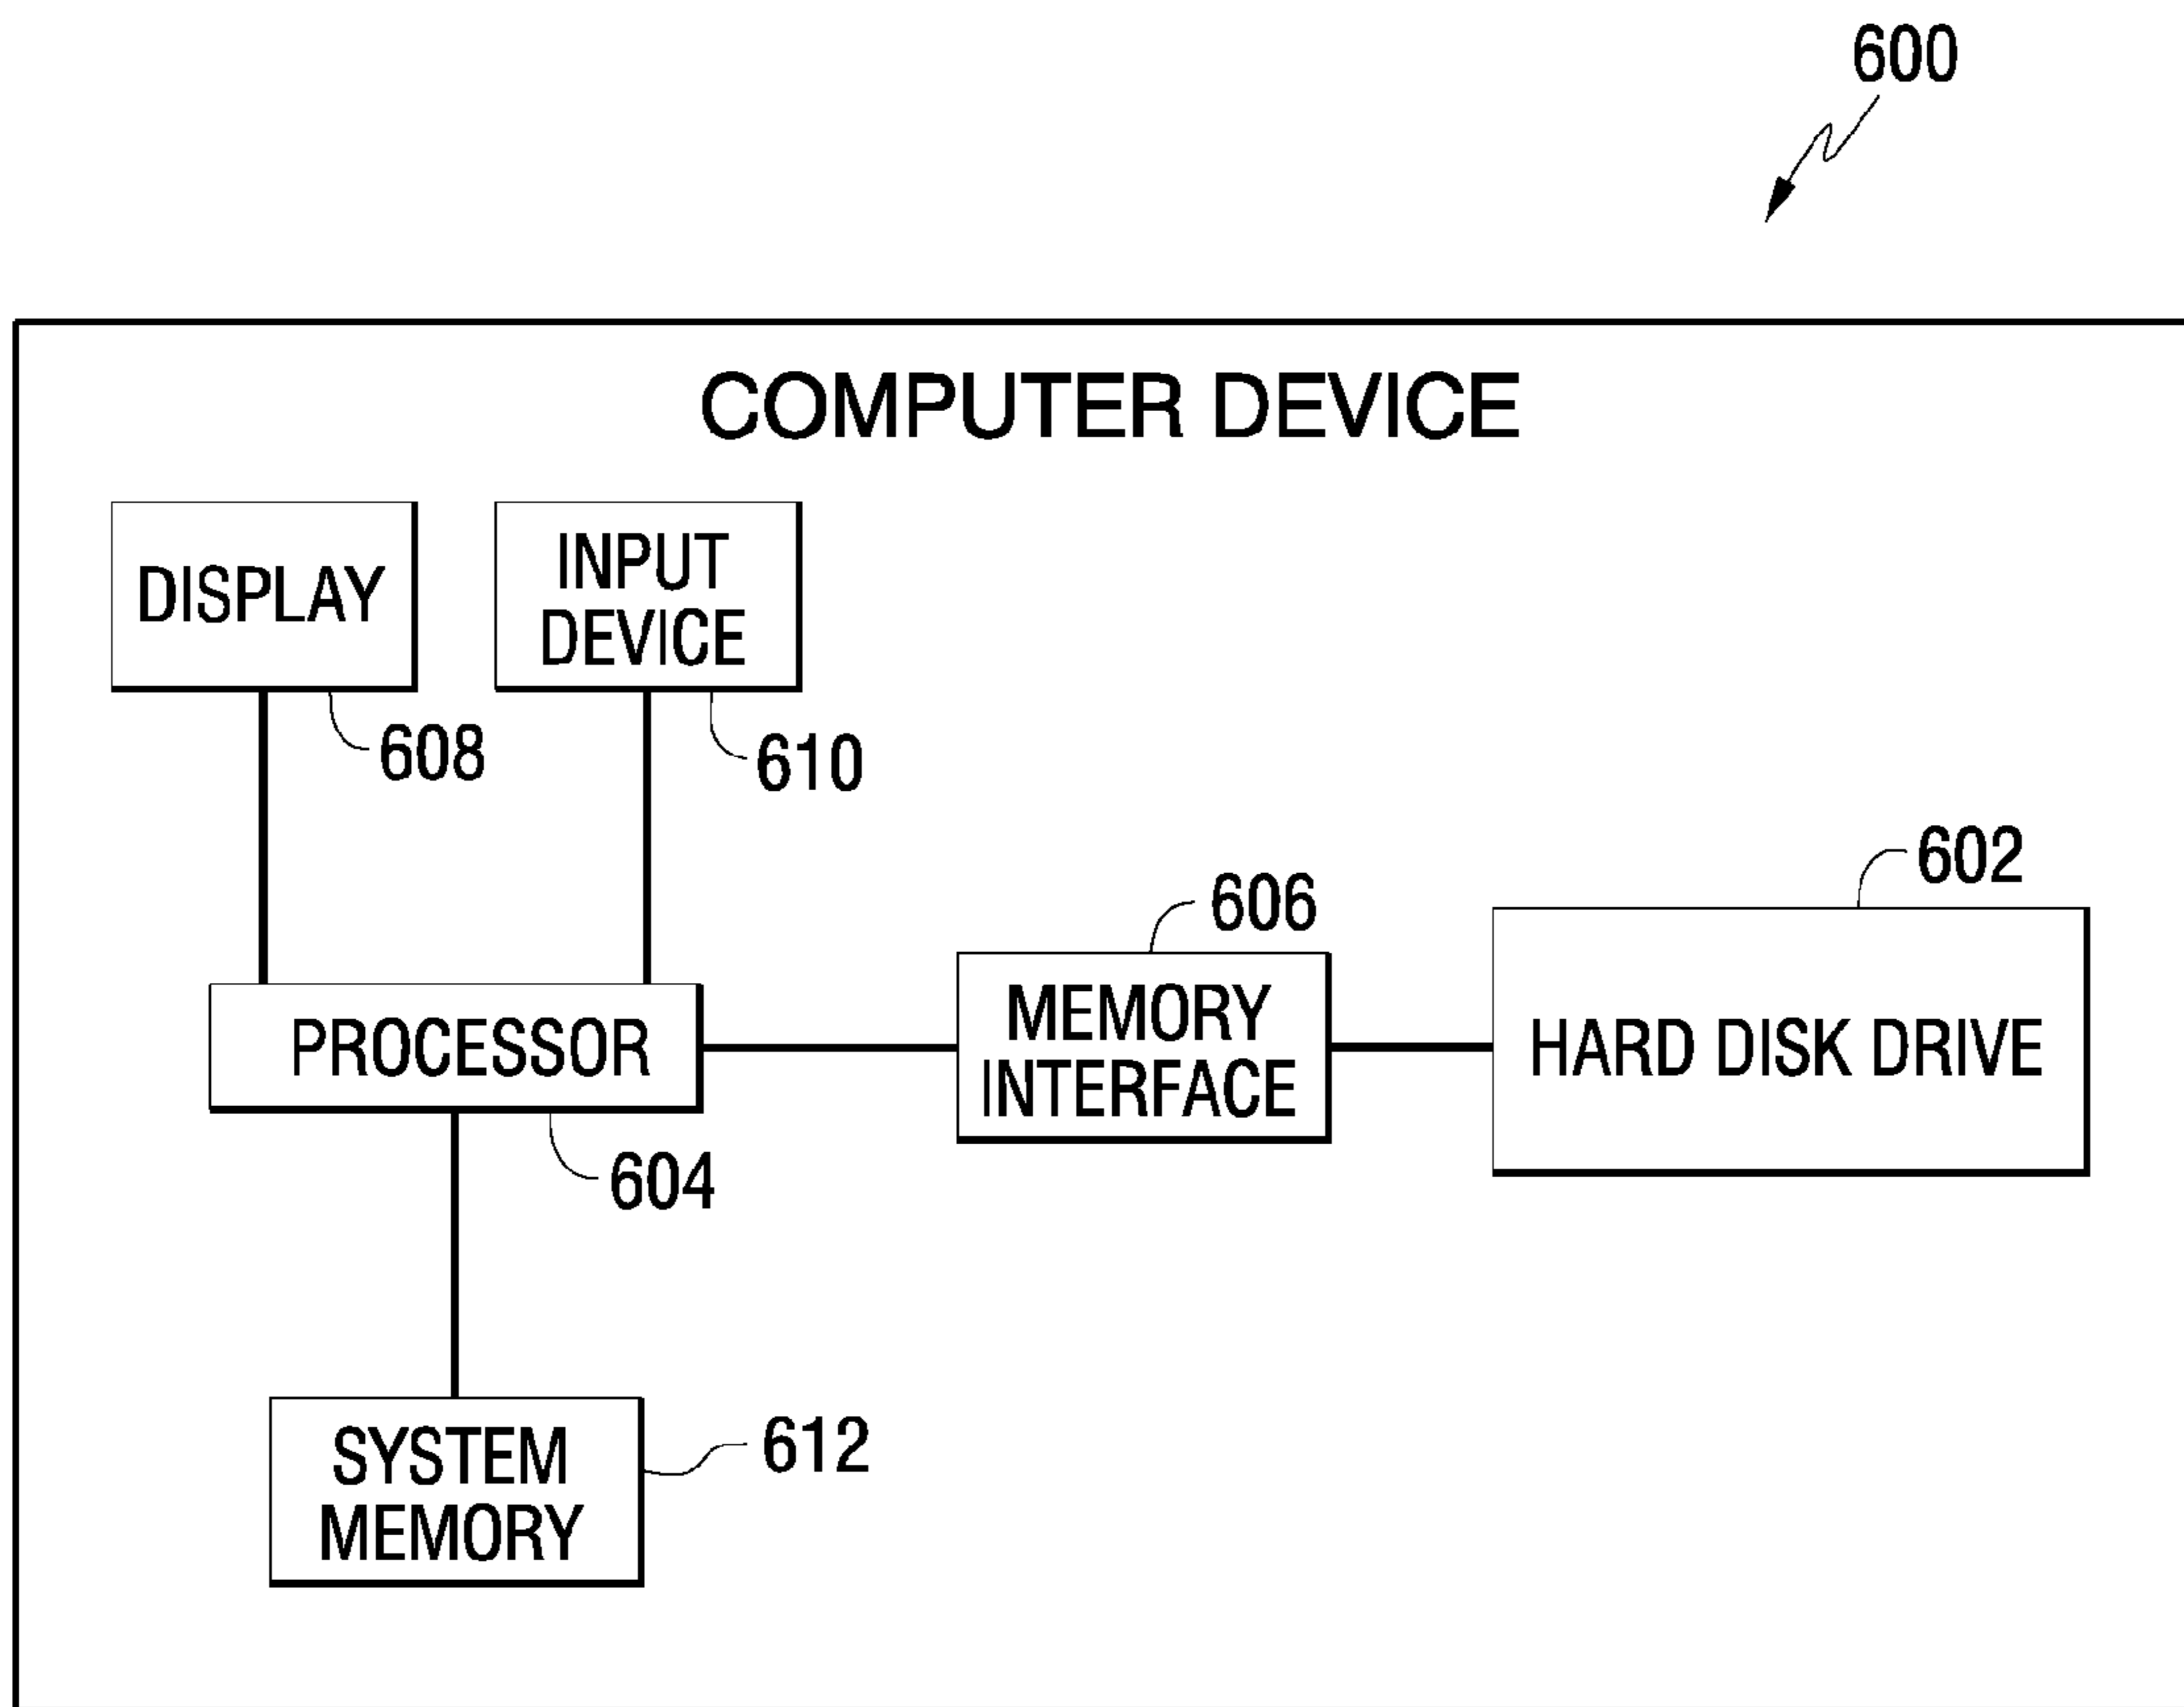 600
COMPUTER DEVICE
DISPLAY
INPUT
DEVICE
608
610
602
606
MEMORY
INTERFACE
HARD DISK DRIVE
PROCESSOR
604
612
SYSTEM
MEMORY